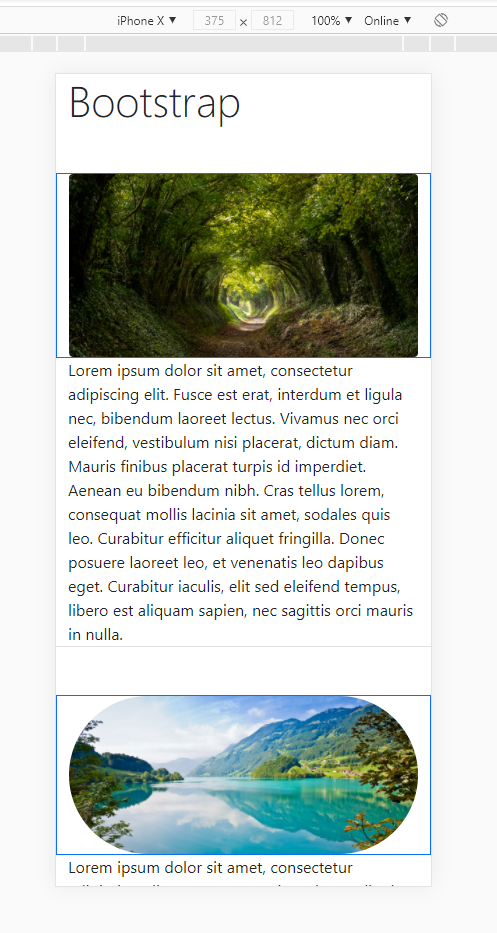 iPhone X ▼ 375 × 812 100% ▼ Online ▼
Bootstrap
Lorem ipsum dolor sit amet, consectetur
adipiscing elit. Fusce est erat, interdum et ligula
nec, bibendum laoreet lectus. Vivamus nec orci
eleifend, vestibulum nisi placerat, dictum diam.
Mauris finibus placerat turpis id imperdiet.
Aenean eu bibendum nibh. Cras tellus lorem,
consequat mollis lacinia sit amet, sodales quis
leo. Curabitur efficitur aliquet fringilla. Donec
posuere laoreet leo, et venenatis leo dapibus
eget. Curabitur iaculis, elit sed eleifend tempus,
libero est aliquam sapien, nec sagittis orci mauris
in nulla.
Lorem ipsum dolor sit amet, consectetur